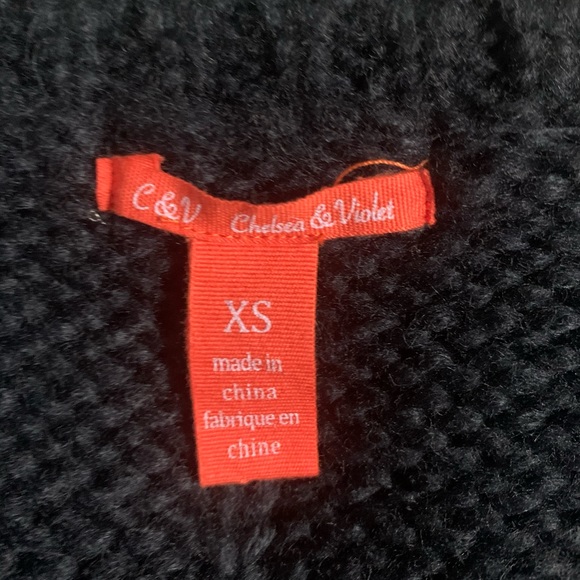 C & V Chelsea & Violet
XS
made in
china
fabrique en
chine